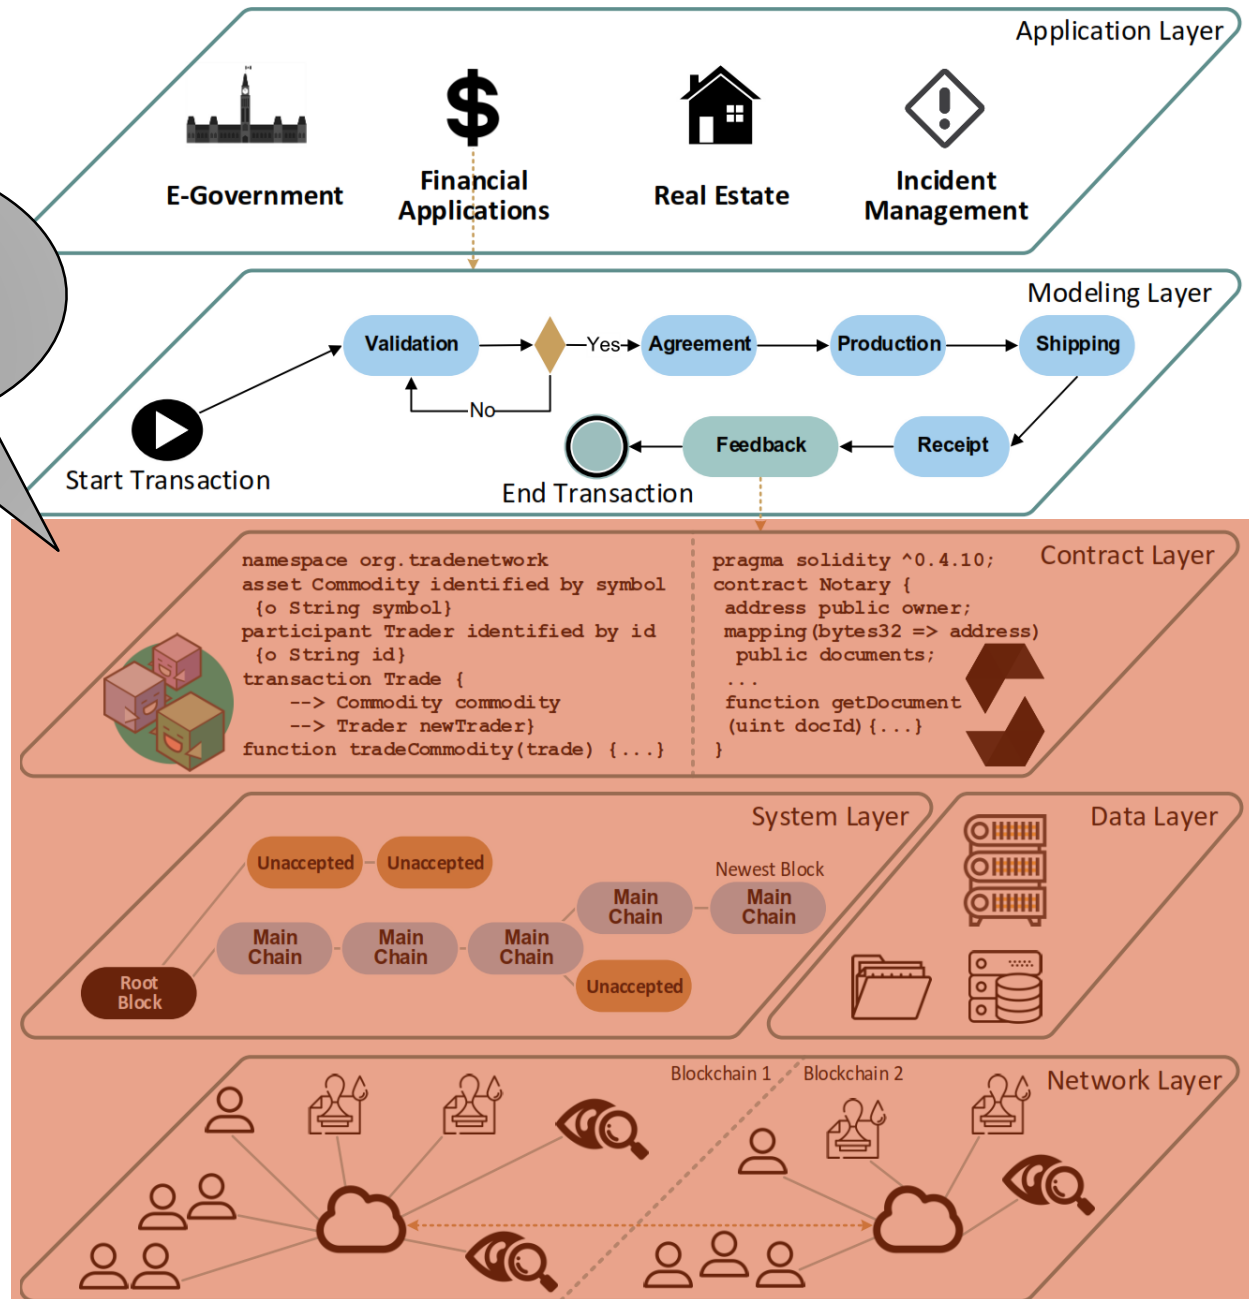 Application Layer
E-Government
Financial
Applications
Real Estate
Incident
Management
Modeling Layer
Validation
Yes
Agreement
Production
Shipping
No
Start Transaction
End Transaction
Feedback
Receipt
Contract Layer
namespace org.tradenetwork
asset Commodity identified by symbol
{o String symbol}
participant Trader identified by id
{o String id}
transaction Trade {
--> Commodity commodity
--> Trader newTrader}
function tradeCommodity(trade) {...}
pragma solidity ^0.4.10;
contract Notary {
address public owner;
mapping(bytes32 => address)
public documents;
...
function getDocument
(uint docId){...}
}
System Layer
Unaccepted
Unaccepted
Newest Block
Main
Chain
Main
Chain
Main
Chain
Main
Chain
Main
Chain
Unaccepted
Root
Block
Data Layer
Blockchain 1
Blockchain 2
Network Layer